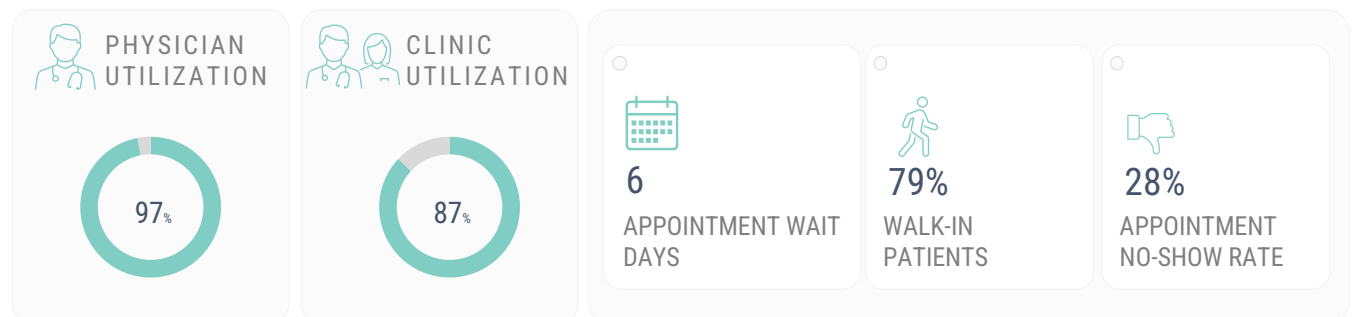 PHYSICIAN
UTILIZATION
97%
CLINIC
UTILIZATION
87%
6
APPOINTMENT WAIT
DAYS
79%
WALK-IN
PATIENTS
28%
APPOINTMENT
NO-SHOW RATE